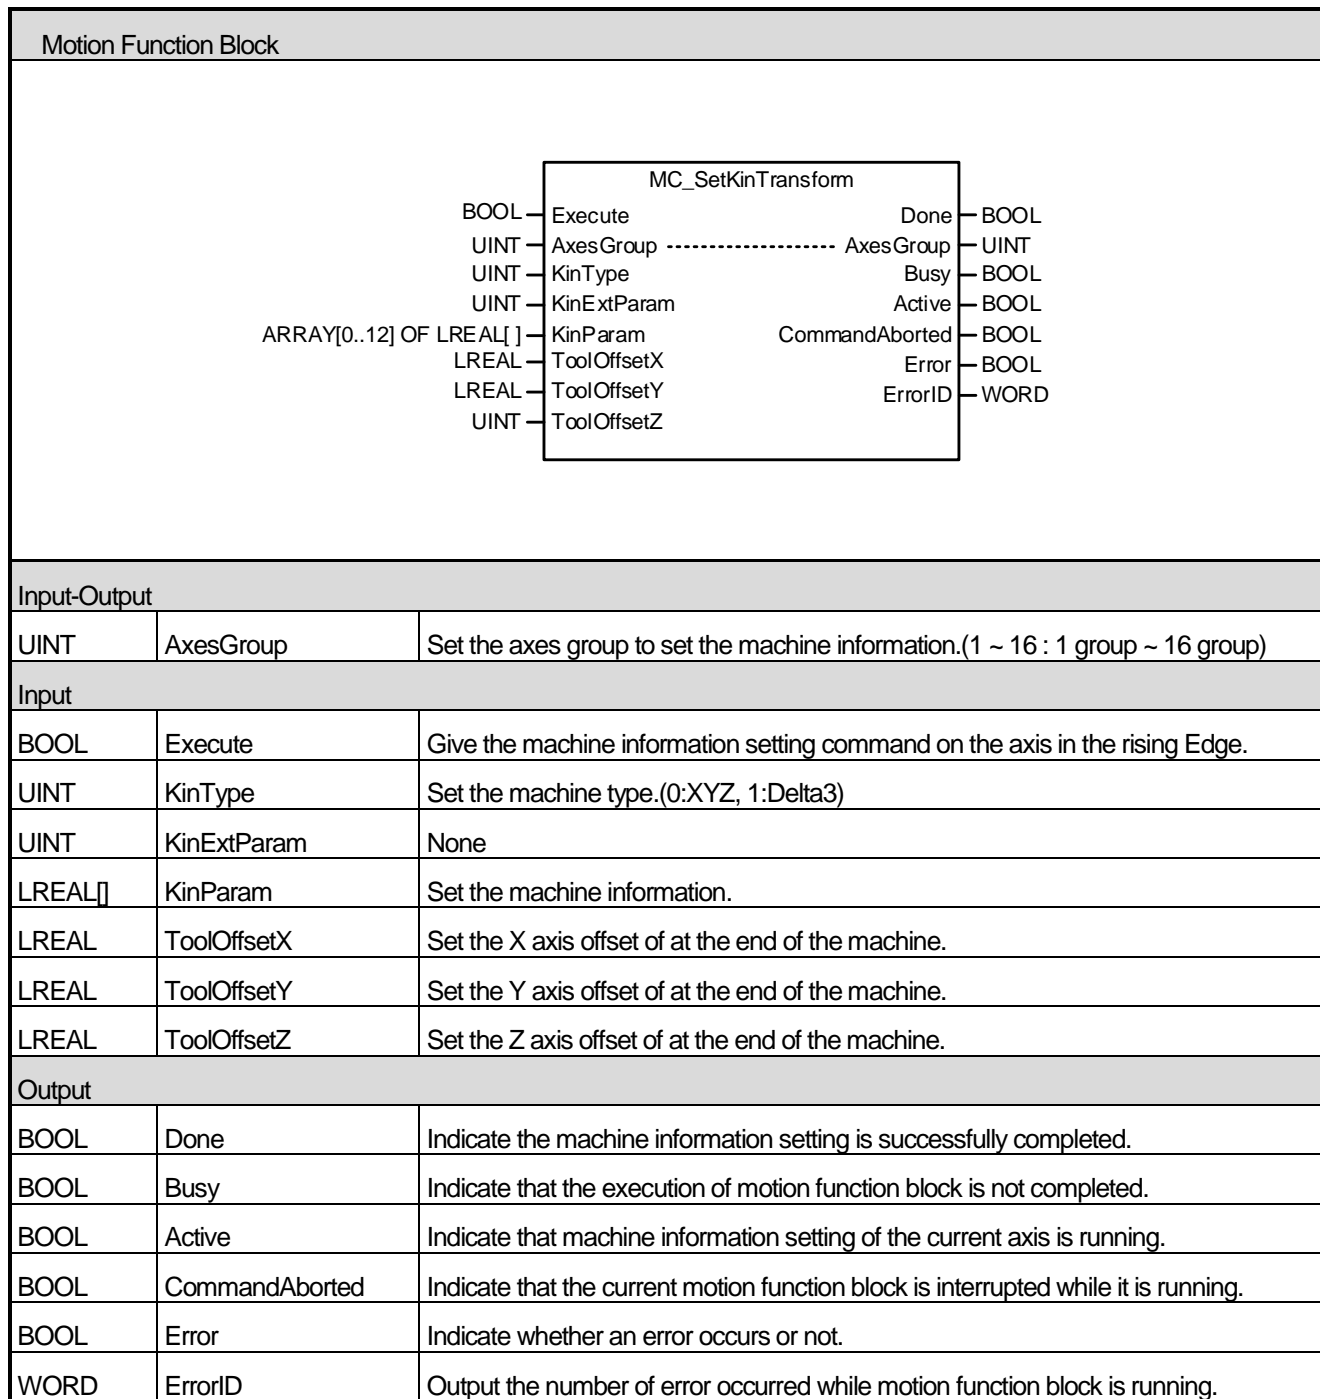 Motion Function Block
MC_SetKinTransform
BOOL Execute Done BOOL
UINT AxesGroup AxesGroup UINT
UINT KinType Busy BOOL
UINT KinExtParam Active BOOL
ARRAY[0..12] OF LREAL[ ] KinParam CommandAborted BOOL
LREAL ToolOffsetX Error BOOL
LREAL ToolOffsetY ErrorID WORD
UINT ToolOffsetZ
Input-Output
UINT AxesGroup Set the axes group to set the machine information.(1 ~ 16 : 1 group ~ 16 group)
Input
BOOL Execute Give the machine information setting command on the axis in the rising Edge.
UINT KinType Set the machine type.(0:XYZ, 1:Delta3)
UINT KinExtParam None
LREAL[] KinParam Set the machine information.
LREAL ToolOffsetX Set the X axis offset of at the end of the machine.
LREAL ToolOffsetY Set the Y axis offset of at the end of the machine.
LREAL ToolOffsetZ Set the Z axis offset of at the end of the machine.
Output
BOOL Done Indicate the machine information setting is successfully completed.
BOOL Busy Indicate that the execution of motion function block is not completed.
BOOL Active Indicate that machine information setting of the current axis is running.
BOOL CommandAborted Indicate that the current motion function block is interrupted while it is running.
BOOL Error Indicate whether an error occurs or not.
WORD ErrorID Output the number of error occurred while motion function block is running.